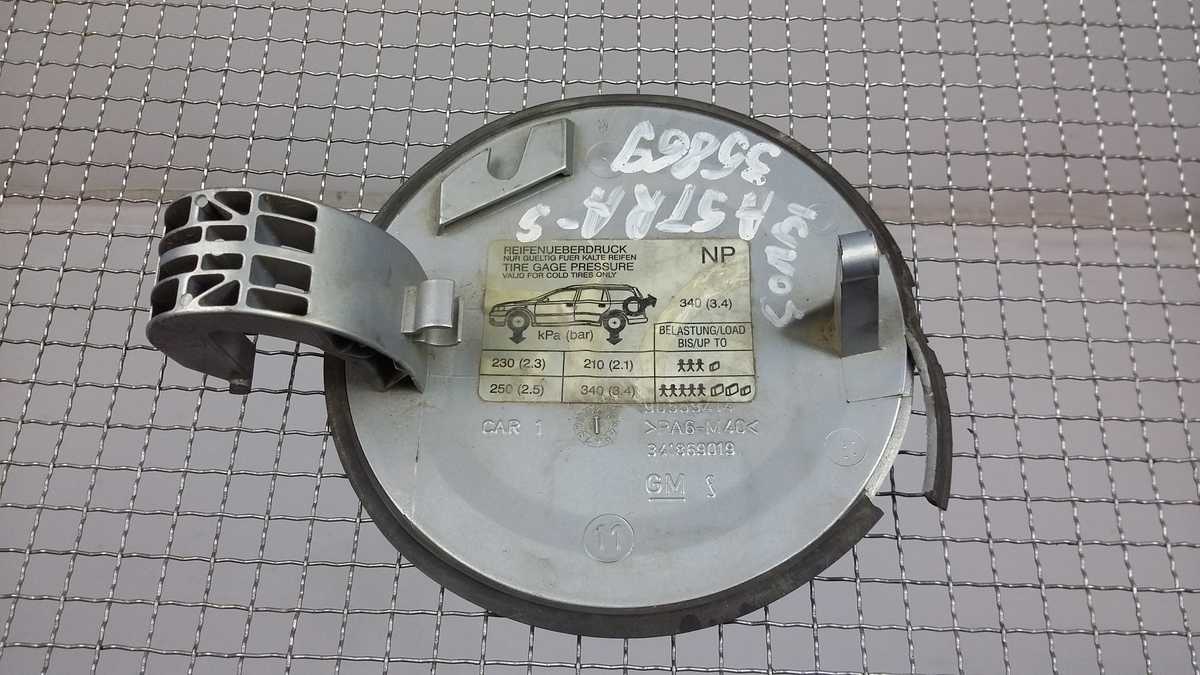 35869
ASTRA-G
REIFENUEBERDRUCK
NUR GUELTIG FUER KALTE REIFEN
TIRE GAGE PRESSURE
VALID FOR COLD TIRES ONLY
NP
340 (3.4)
kPa (bar)
BELASTUNG/LOAD
BIS/UP TO
230 (2.3) 210 (2.1)
250 (2.5) 340 (3.4)
CAR 1
>PA6-M40<
341869019
GM
11